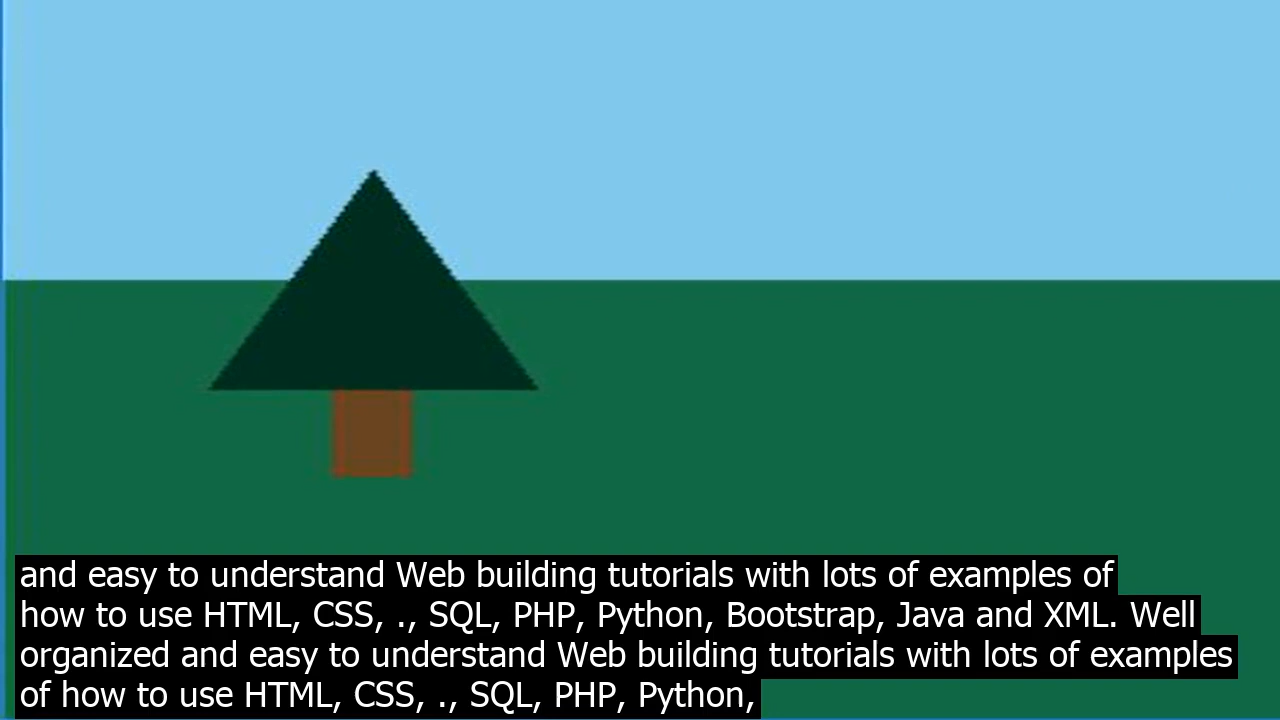 and easy to understand Web building tutorials with lots of examples of
how to use HTML, CSS, ., SQL, PHP, Python, Bootstrap, Java and XML. Well
organized and easy to understand Web building tutorials with lots of examples
of how to use HTML, CSS, ., SQL, PHP, Python,